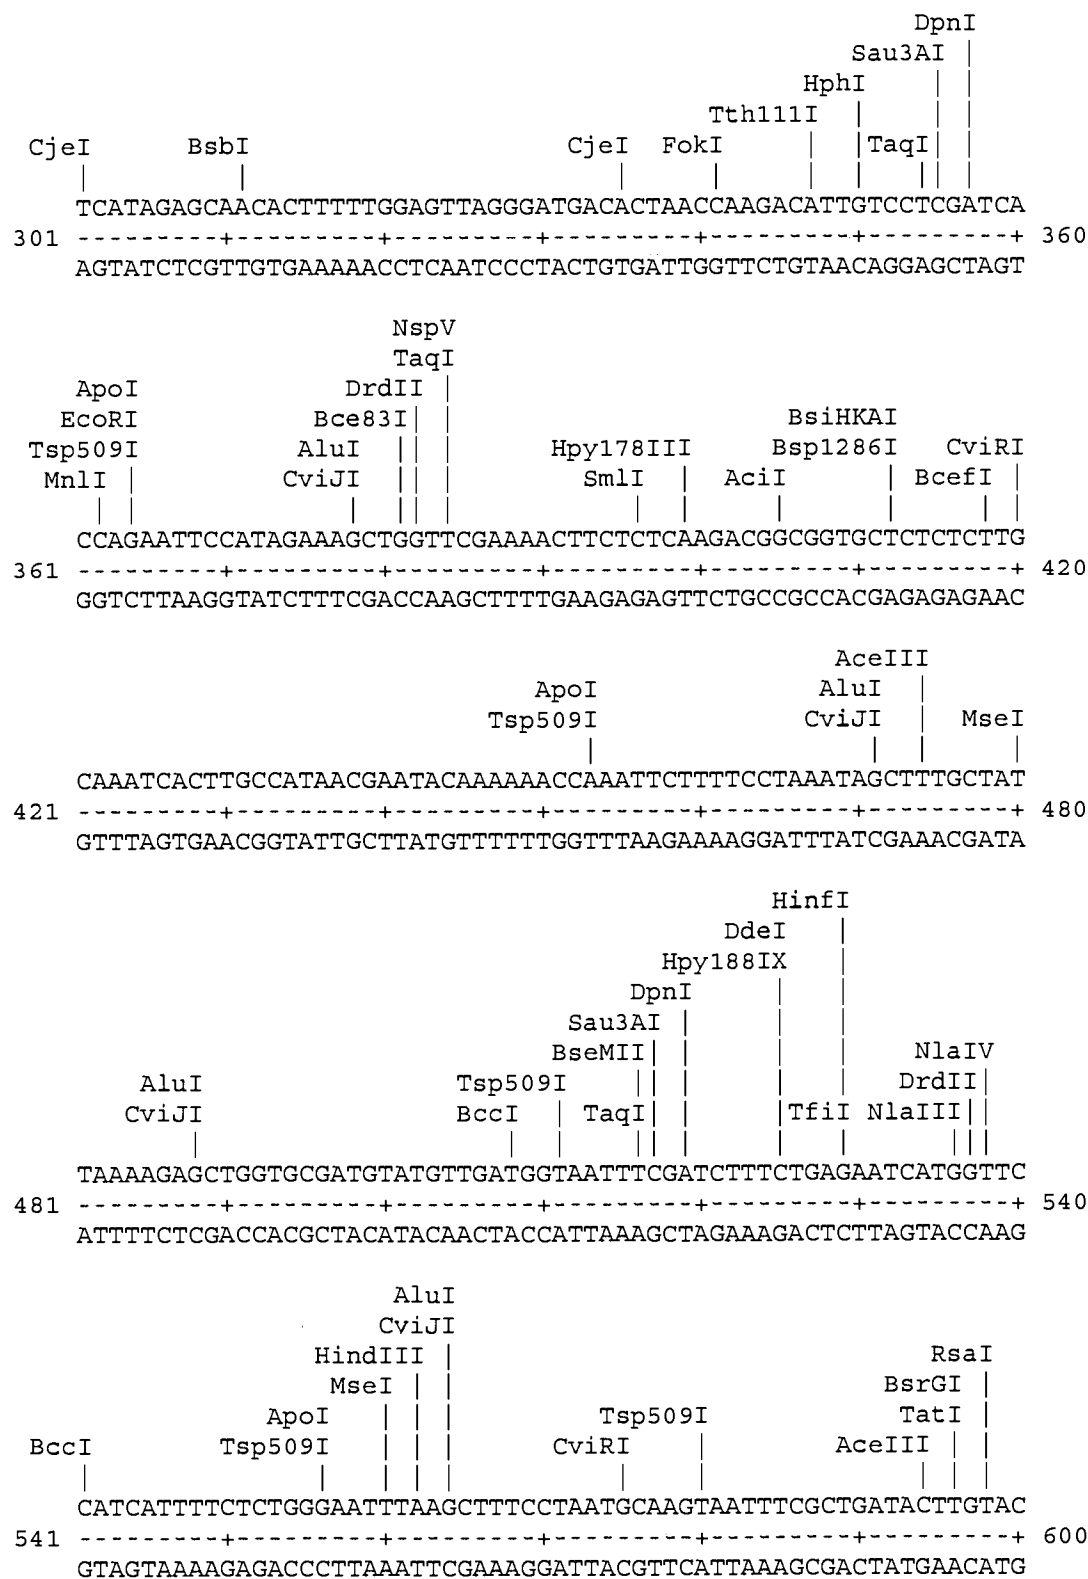 DpnI
Sau3AI |
HphI | |
Tth111I | | |
CjeI BsbI CjeI FokI | |TaqI| |
| | | | | | | | |
TCATAGAGCAACACTTTTTGGAGTTAGGGATGACACTAACCAAGACATTGTCCTCGATCA
301 ---------+---------+---------+---------+---------+---------+ 360
AGTATCTCGTTGTGAAAAACCTCAATCCCTACTGTGATTGGTTCTGTAACAGGAGCTAGT
NspV
TaqI
ApoI DrdII |
EcoRI Bce83I| | BsiHKAI
Tsp509I AluI || | Hpy178III Bsp1286I CviRI
MnlI | CviJI || | SmlI | AciI | BcefI |
| | | || | | | | | | |
CCAGAATTCCATAGAAAGCTGGTTCGAAAACTTCTCTCAAGACGGCGGTGCTCTCTCTTG
361 ---------+---------+---------+---------+---------+---------+ 420
GGTCTTAAGGTATCTTTCGACCAAGCTTTTGAAGAGAGTTCTGCCGCCACGAGAGAGAAC
AceIII
ApoI AluI |
Tsp509I CviJI | MseI
| | | |
CAAATCACTTGCCATAACGAATACAAAAAACCAAATTCTTTTCCTAAATAGCTTTGCTAT
421 ---------+---------+---------+---------+---------+---------+ 480
GTTTAGTGAACGGTATTGCTTATGTTTTTTGGTTTAAGAAAAGGATTTATCGAAACGATA
HinfI
DdeI |
Hpy188IX |
DpnI | |
Sau3AI | | |
BseMII| | | | NlaIV
AluI Tsp509I || | | | DrdII|
CviJI BccI | TaqI|| | |TfiI NlaIII||
| | | || | | | |||
TAAAAGAGCTGGTGCGATGTATGTTGATGGTAATTTCGATCTTTCTGAGAATCATGGTTC
481 ---------+---------+---------+---------+---------+---------+ 540
ATTTTCTCGACCACGCTACATACAACTACCATTAAAGCTAGAAAGACTCTTAGTACCAAG
AluI
CviJI
HindIII | RsaI
MseI | | BsrGI |
ApoI | | | Tsp509I TatI |
BccI Tsp509I | | | CviRI | AceIII | |
| | | | | | | | | |
CATCATTTTCTCTGGGAATTTAAGCTTTCCTAATGCAAGTAATTTCGCTGATACTTGTAC
541 ---------+---------+---------+---------+---------+---------+ 600
GTAGTAAAAGAGACCCTTAAATTCGAAAGGATTACGTTCATTAAAGCGACTATGAACATG